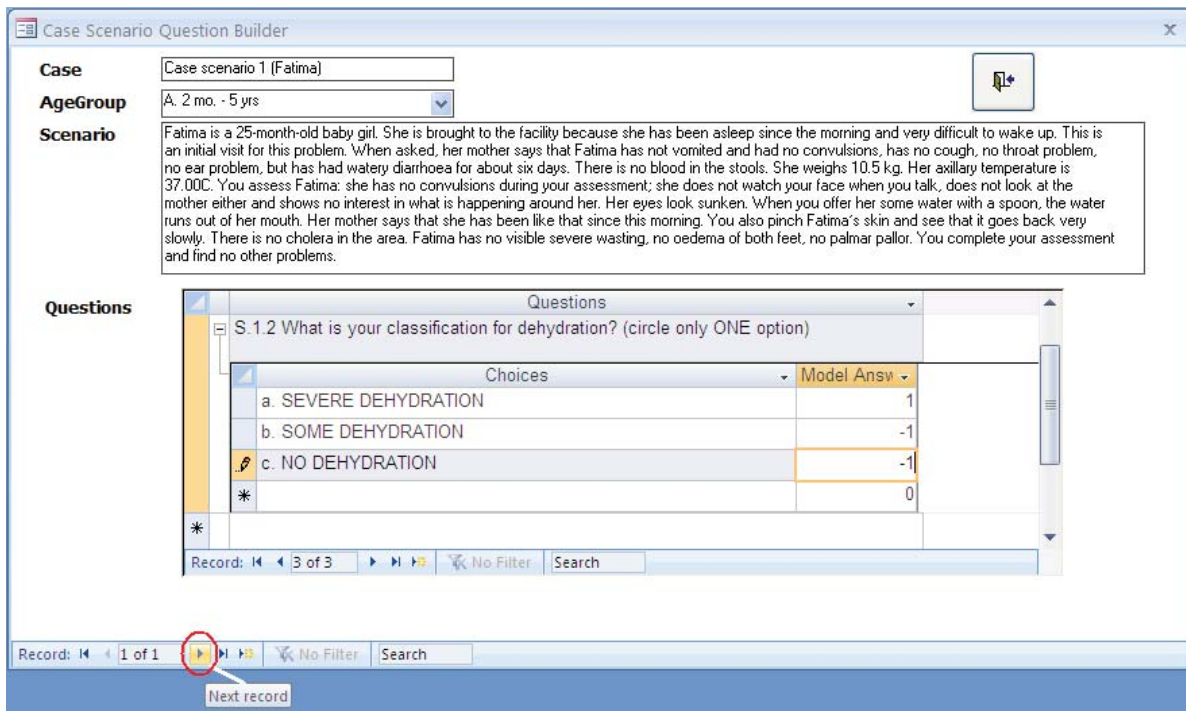 Case Scenario Question Builder
x
Case
Case scenario 1 (Fatima)
AgeGroup
A. 2 mo. - 5 yrs
Scenario
Fatima is a 25-month-old baby girl. She is brought to the facility because she has been asleep since the morning and very difficult to wake up. This is
an initial visit for this problem. When asked, her mother says that Fatima has not vomited and had no convulsions, has no cough, no throat problem,
no ear problem, but has had watery diarrhoea for about six days. There is no blood in the stools. She weighs 10.5 kg. Her axillary temperature is
37.00C. You assess Fatima: she has no convulsions during your assessment; she does not watch your face when you talk, does not look at the
mother either and shows no interest in what is happening around her. Her eyes look sunken. When you offer her some water with a spoon, the water
runs out of her mouth. Her mother says that she has been like that since this morning. You also pinch Fatima´s skin and see that it goes back very
slowly. There is no cholera in the area. Fatima has no visible severe wasting, no oedema of both feet, no palmar pallor. You complete your assessment
and find no other problems.
Questions
Questions
S.1.2 What is your classification for dehydration? (circle only ONE option)
Choices Model Answ
a. SEVERE DEHYDRATION 1
b. SOME DEHYDRATION -1
c. NO DEHYDRATION -1
* 0
*
Record: 3 of 3 No Filter Search
Record: 1 of 1 No Filter Search
Next record